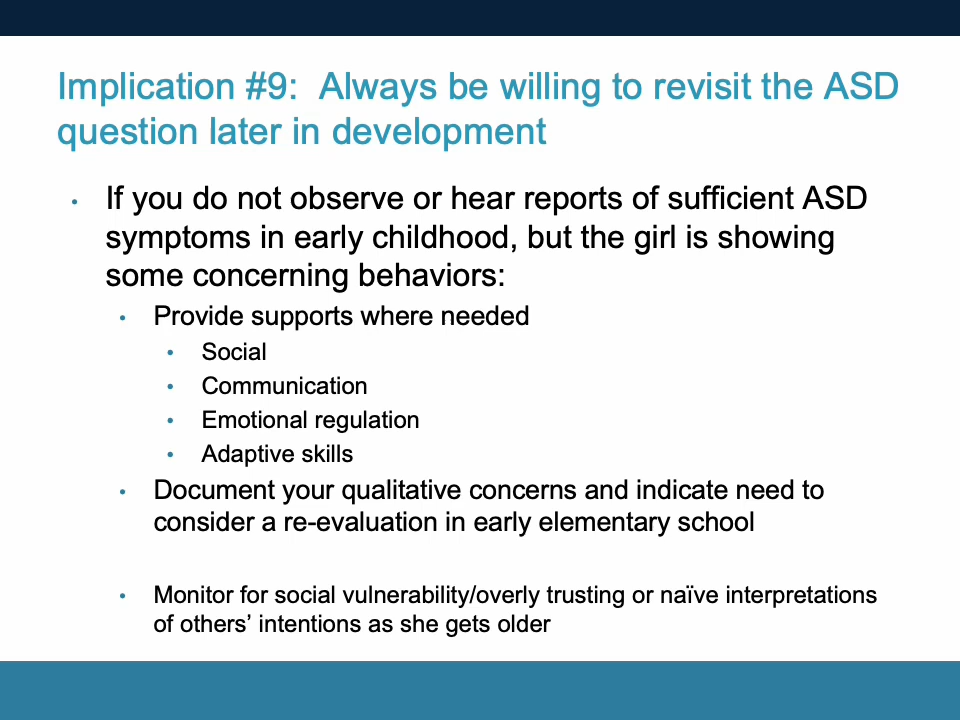 Implication #9:  Always be willing to revisit the ASD
question later in development
• If you do not observe or hear reports of sufficient ASD
symptoms in early childhood, but the girl is showing
some concerning behaviors:
• Provide supports where needed
• Social
• Communication
• Emotional regulation
• Adaptive skills
• Document your qualitative concerns and indicate need to
consider a re-evaluation in early elementary school
• Monitor for social vulnerability/overly trusting or naïve interpretations
of others’ intentions as she gets older